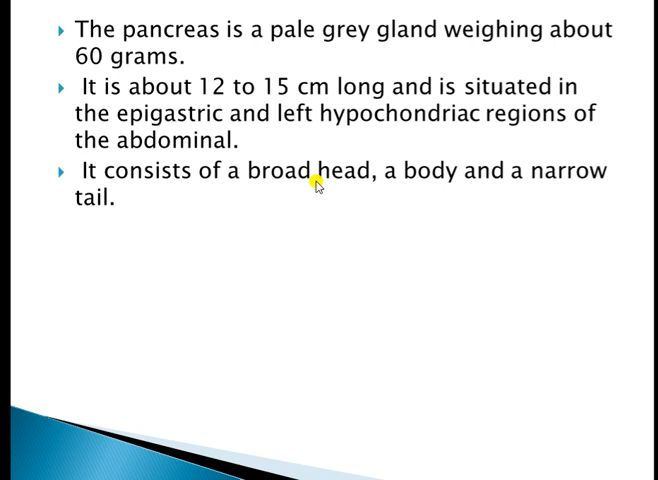 The pancreas is a pale grey gland weighing about
60 grams.
It is about 12 to 15 cm long and is situated in
the epigastric and left hypochondriac regions of
the abdominal.
It consists of a broad head, a body and a narrow
tail.